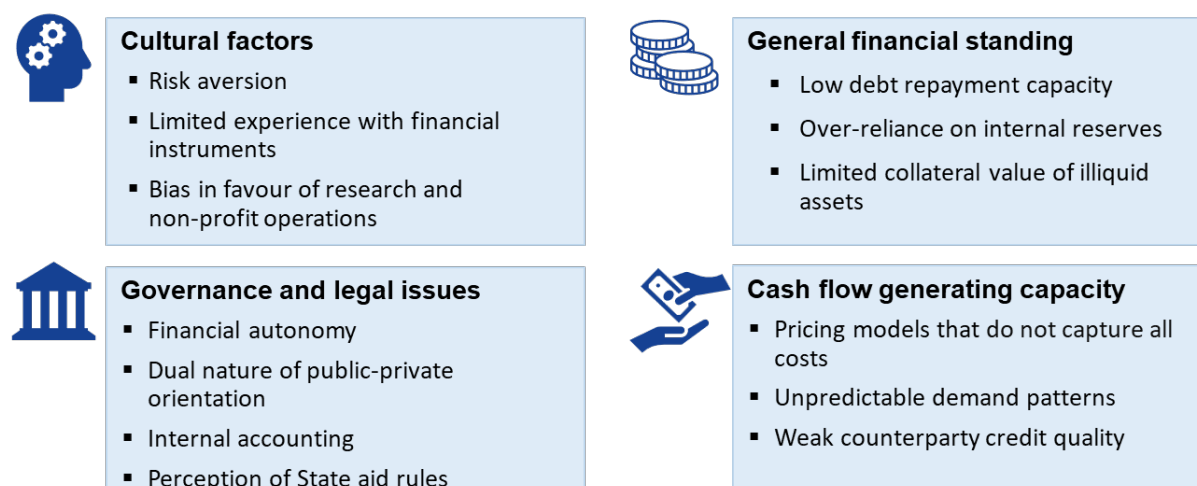 Cultural factors
▪ Risk aversion
▪ Limited experience with financial
instruments
▪ Bias in favour of research and
non-profit operations
General financial standing
▪ Low debt repayment capacity
▪ Over-reliance on internal reserves
▪ Limited collateral value of illiquid
assets
Governance and legal issues
▪ Financial autonomy
▪ Dual nature of public-private
orientation
▪ Internal accounting
▪ Perception of State aid rules
Cash flow generating capacity
▪ Pricing models that do not capture all
costs
▪ Unpredictable demand patterns
▪ Weak counterparty credit quality